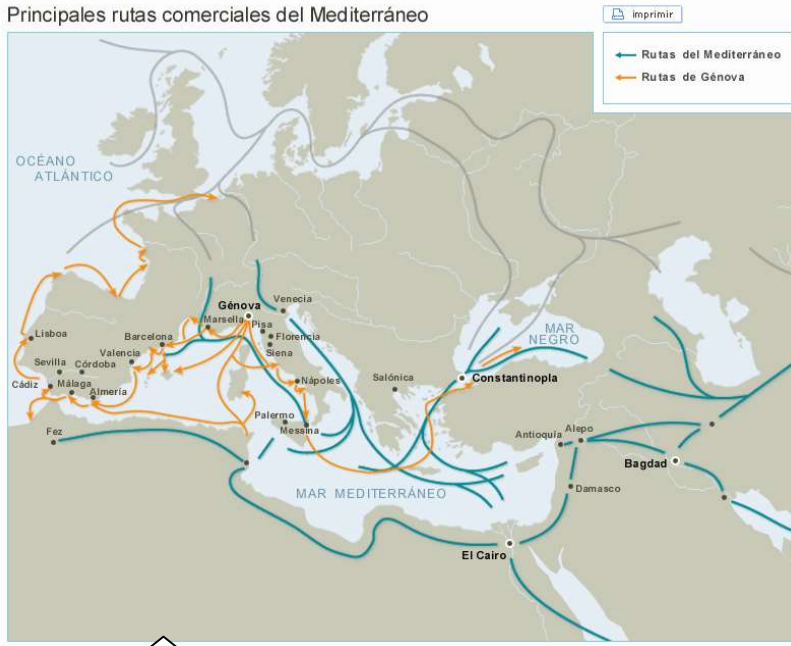 Principales rutas comerciales del Mediterráneo
imprimir
Rutas del Mediterráneo
Rutas de Génova
OCÉANO
ATLÁNTICO
Génova
Venecia
Marsella
Pisa
Florencia
Siena
Lisboa
Barcelona
Valencia
Sevilla
Córdoba
Cádiz
Málaga
Almería
Nápoles
Salónica
Constantinopla
MAR
NEGRO
Palermo
Messina
Fez
Antioquía
Alepo
Bagdad
MAR MEDITERRÁNEO
Damasco
El Cairo